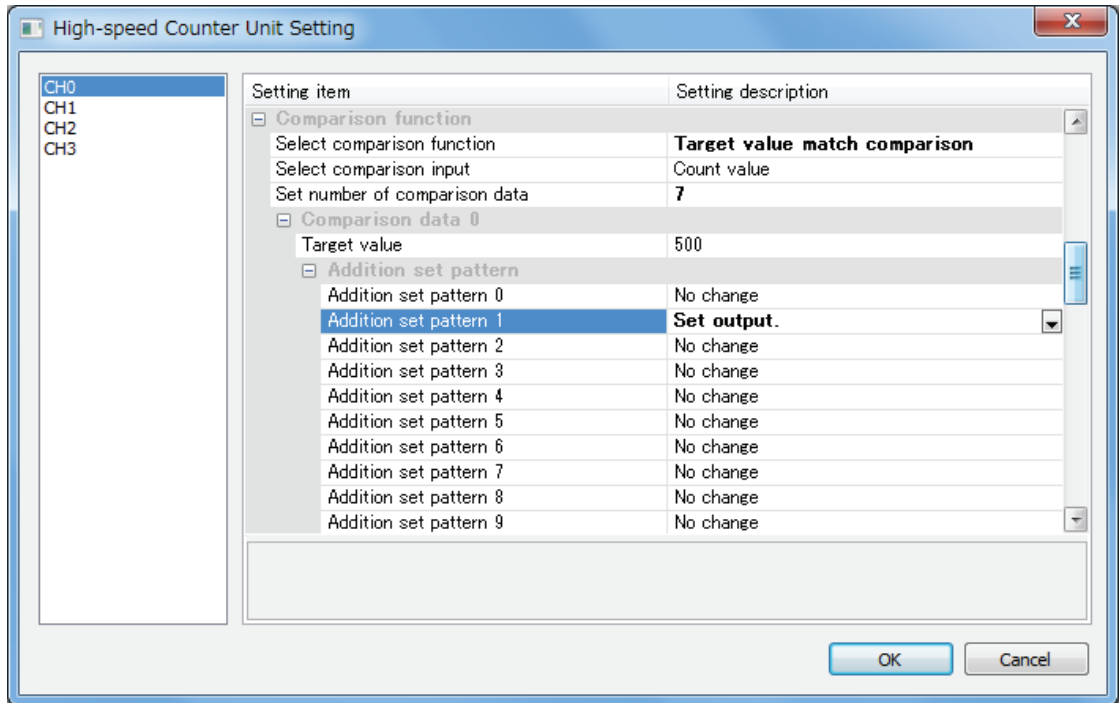 High-speed Counter Unit Setting
CH0
CH1
CH2
CH3
Setting item Setting description
Comparison function
Select comparison function Target value match comparison
Select comparison input Count value
Set number of comparison data 7
Comparison data 0
Target value 500
Addition set pattern
Addition set pattern 0 No change
Addition set pattern 1 Set output.
Addition set pattern 2 No change
Addition set pattern 3 No change
Addition set pattern 4 No change
Addition set pattern 5 No change
Addition set pattern 6 No change
Addition set pattern 7 No change
Addition set pattern 8 No change
Addition set pattern 9 No change
OK Cancel